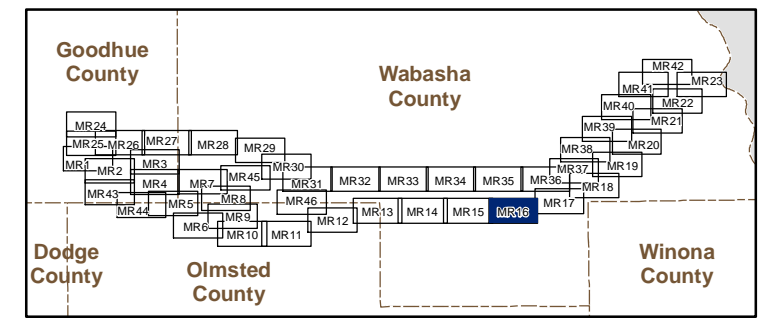 Goodhue
County
Wabasha
County
MR42
MR41
MR23
MR40
MR22
MR24
MR39
MR21
MR25
MR26
MR27
MR28
MR29
MR38
MR20
MR1
MR2
MR3
MR30
MR37
MR19
MR43
MR4
MR7
MR45
MR31
MR32
MR33
MR34
MR35
MR36
MR18
MR44
MR5
MR8
MR46
MR17
MR6
MR9
MR12
MR13
MR14
MR15
MR16
MR10
MR11
Dodge
County
Olmsted
County
Winona
County